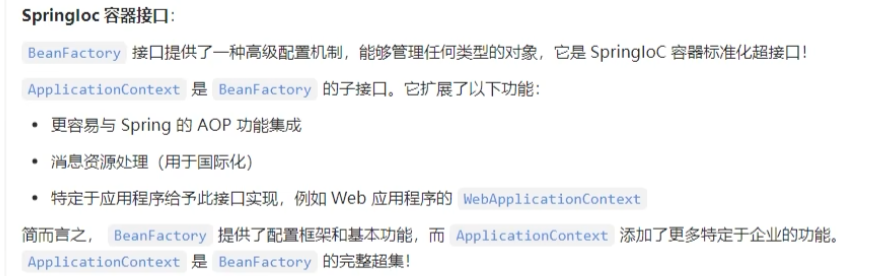 SpringIoc 容器接口：
BeanFactory 接口提供了一种高级配置机制，能够管理任何类型的对象，它是 SpringIoC 容器标准化超接口！
ApplicationContext 是 BeanFactory 的子接口。它扩展了以下功能：
• 更容易与 Spring 的 AOP 功能集成
• 消息资源处理（用于国际化）
• 特定于应用程序给予此接口实现，例如 Web 应用程序的 WebApplicationContext
简而言之， BeanFactory 提供了配置框架和基本功能，而 ApplicationContext 添加了更多特定于企业的功能。
ApplicationContext 是 BeanFactory 的完整超集！